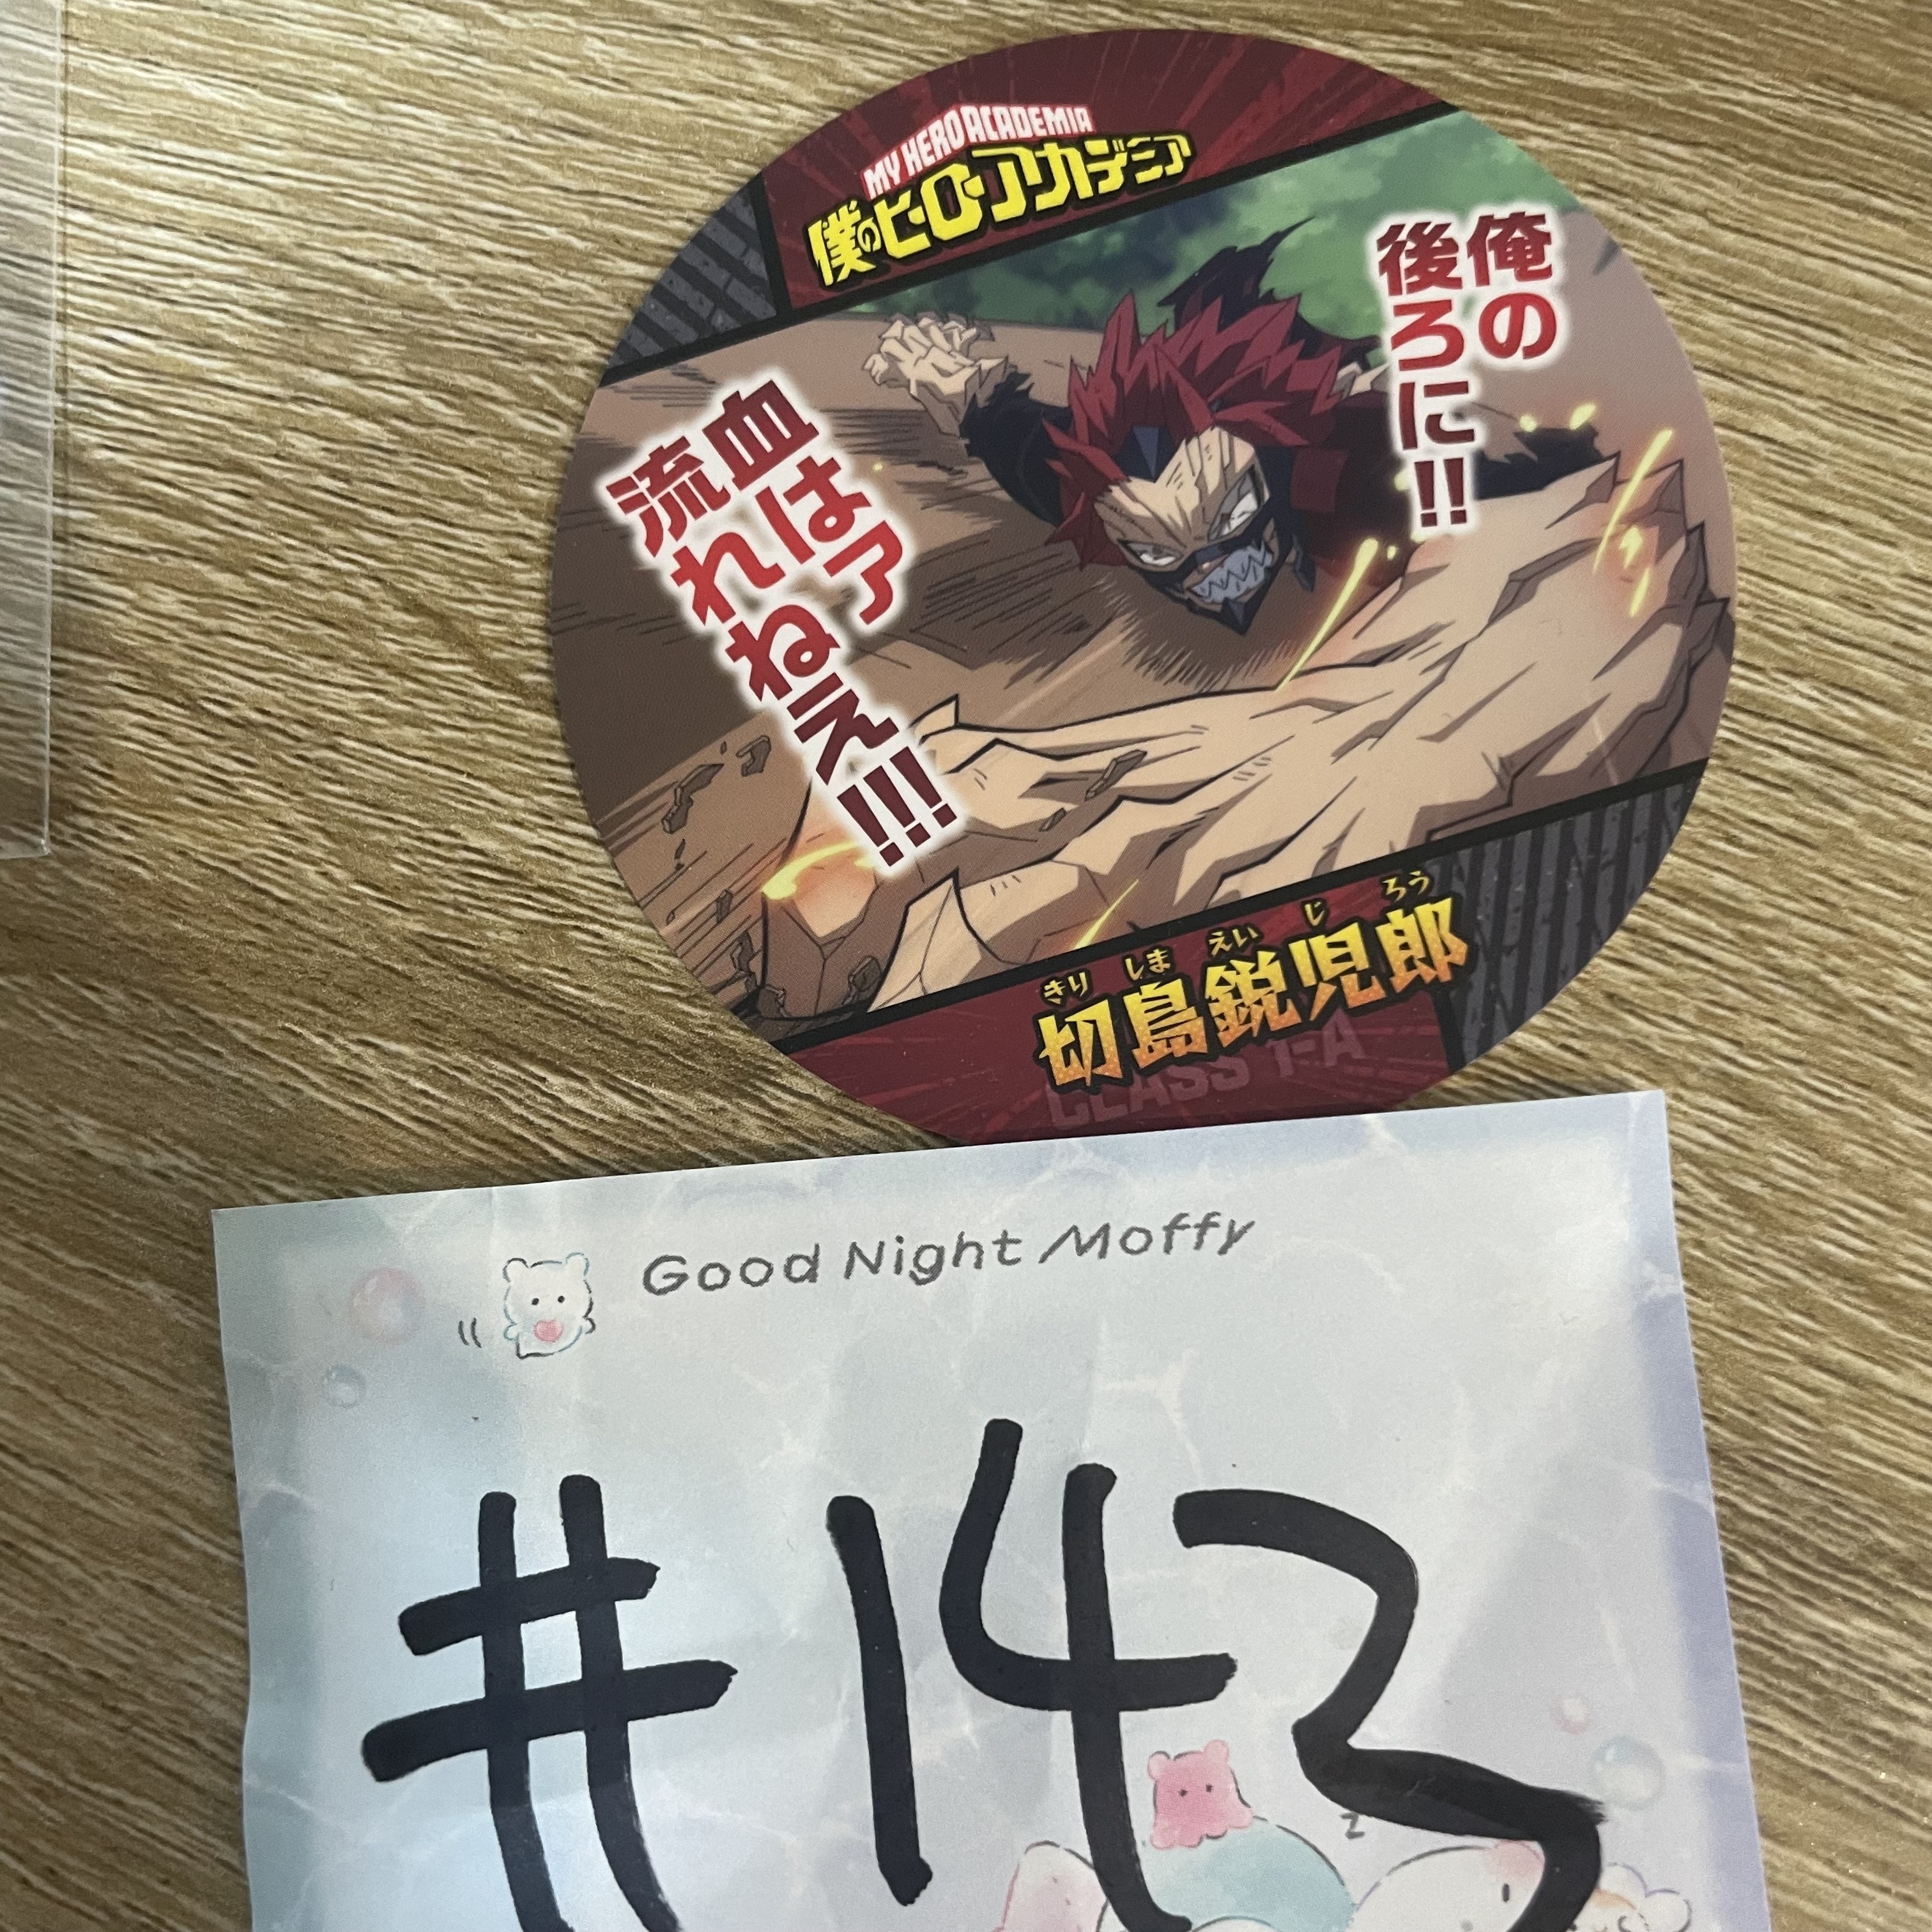 MY HERO ACADEMIA
僕のヒーローアカデミア
俺の
後ろに!!
血はァ
流れねえ!!!
きり しま えい じ ろう
切島鋭児郎
CLASS 1-A
Good Night Moffy
#143
z